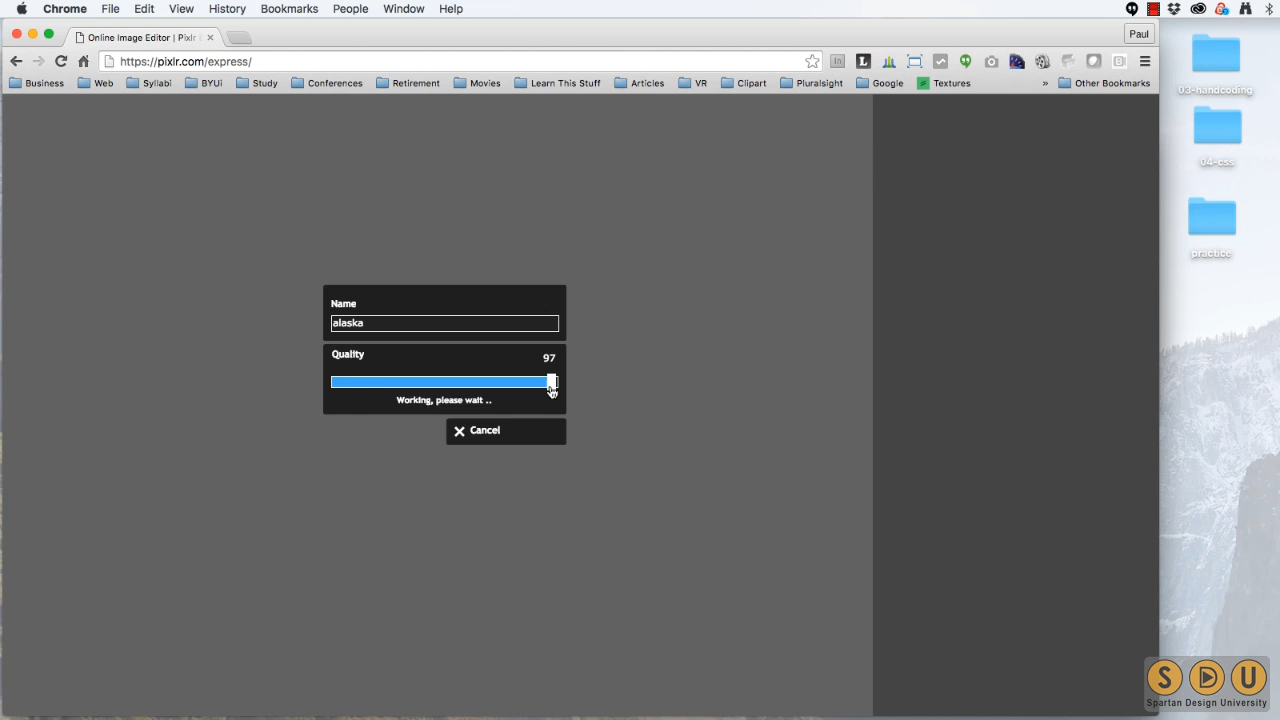 Chrome File Edit View History Bookmarks People Window Help
Online Image Editor | Pixlr
Paul
https://pixlr.com/express/
Business Web Syllabi BYUi Study Conferences Retirement Movies Learn This Stuff Articles VR Clipart Pluralsight Google Textures » Other Bookmarks
03-handcoding
04-css
practice
Name
alaska
Quality
97
Working, please wait ..
Cancel
S D U
Spartan Design University